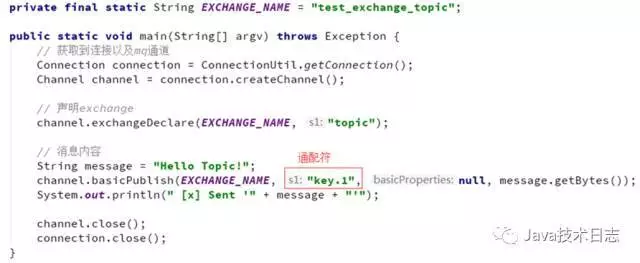 private final static String EXCHANGE_NAME = "test_exchange_topic";
public static void main(String[] argv) throws Exception {
// 获取到连接以及mq通道
Connection connection = ConnectionUtil.getConnection();
Channel channel = connection.createChannel();
// 声明exchange
channel.exchangeDeclare(EXCHANGE_NAME, s1: "topic");
// 消息内容
通配符
String message = "Hello Topic!";
channel.basicPublish(EXCHANGE_NAME, s1: "key.1", basicProperties: null, message.getBytes());
System.out.println(" [x] Sent '" + message + "'");
channel.close();
connection.close();
}
Java技术日志